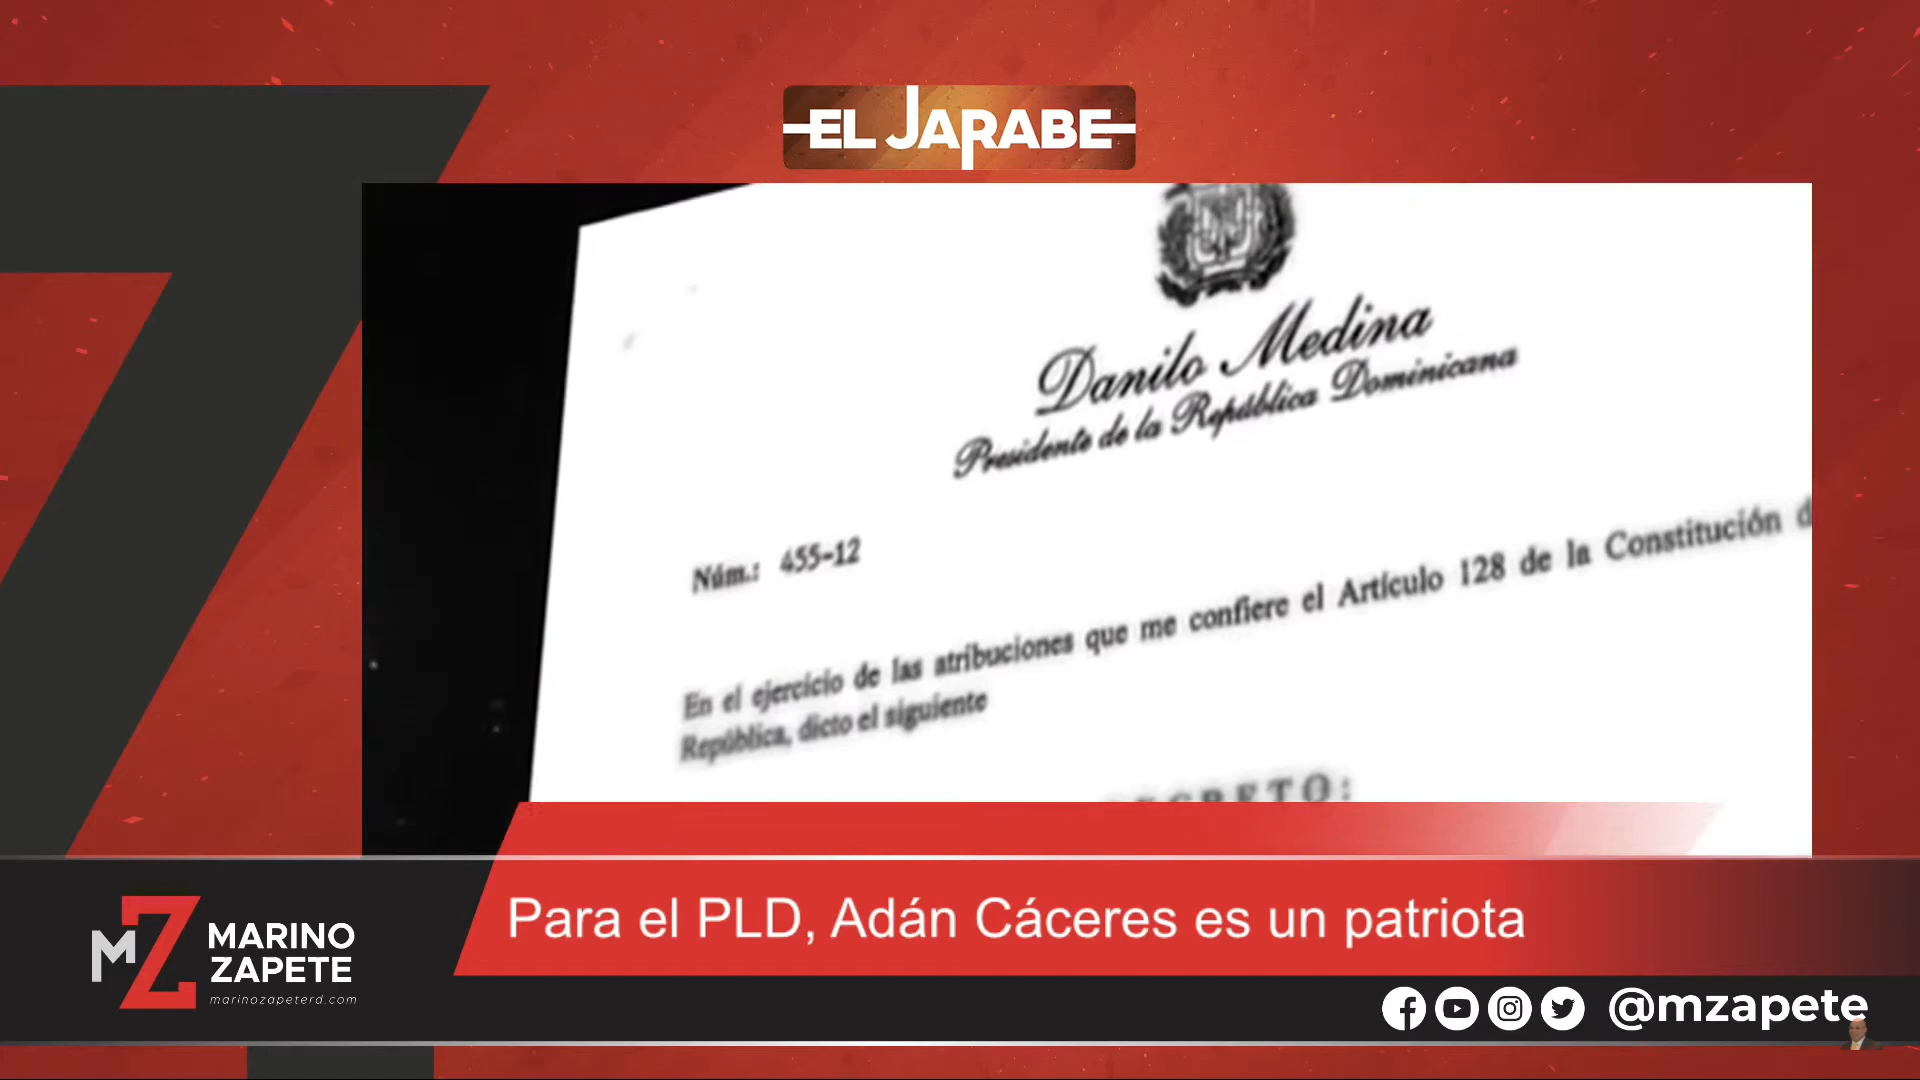 EL JARABE
Danilo Medina
Presidente de la República Dominicana
Núm.: 455-12
En el ejercicio de las atribuciones que me confiere el Artículo 128 de la Constitución d
República, dicto el siguiente
CRETO:
Para el PLD, Adán Cáceres es un patriota
MZ MARINO
ZAPETE
marinozapeterd.com
@mzapete